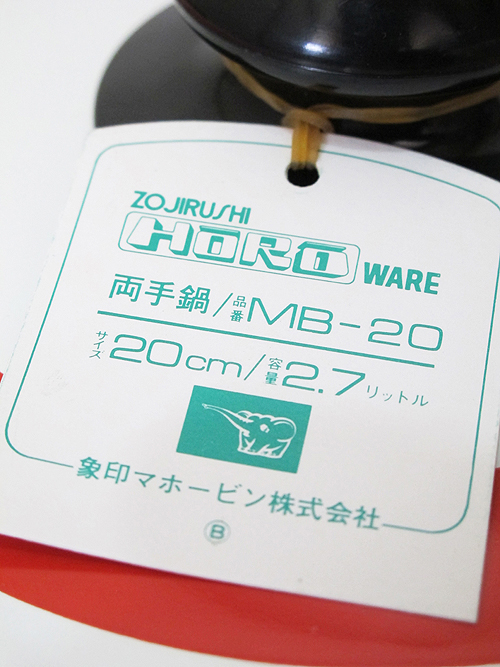 ZOJIRUSHI
HORO WARE
両手鍋/品番MB-20
サイズ20cm/容量2.7リットル
象印マホービン株式会社
Ⓑ